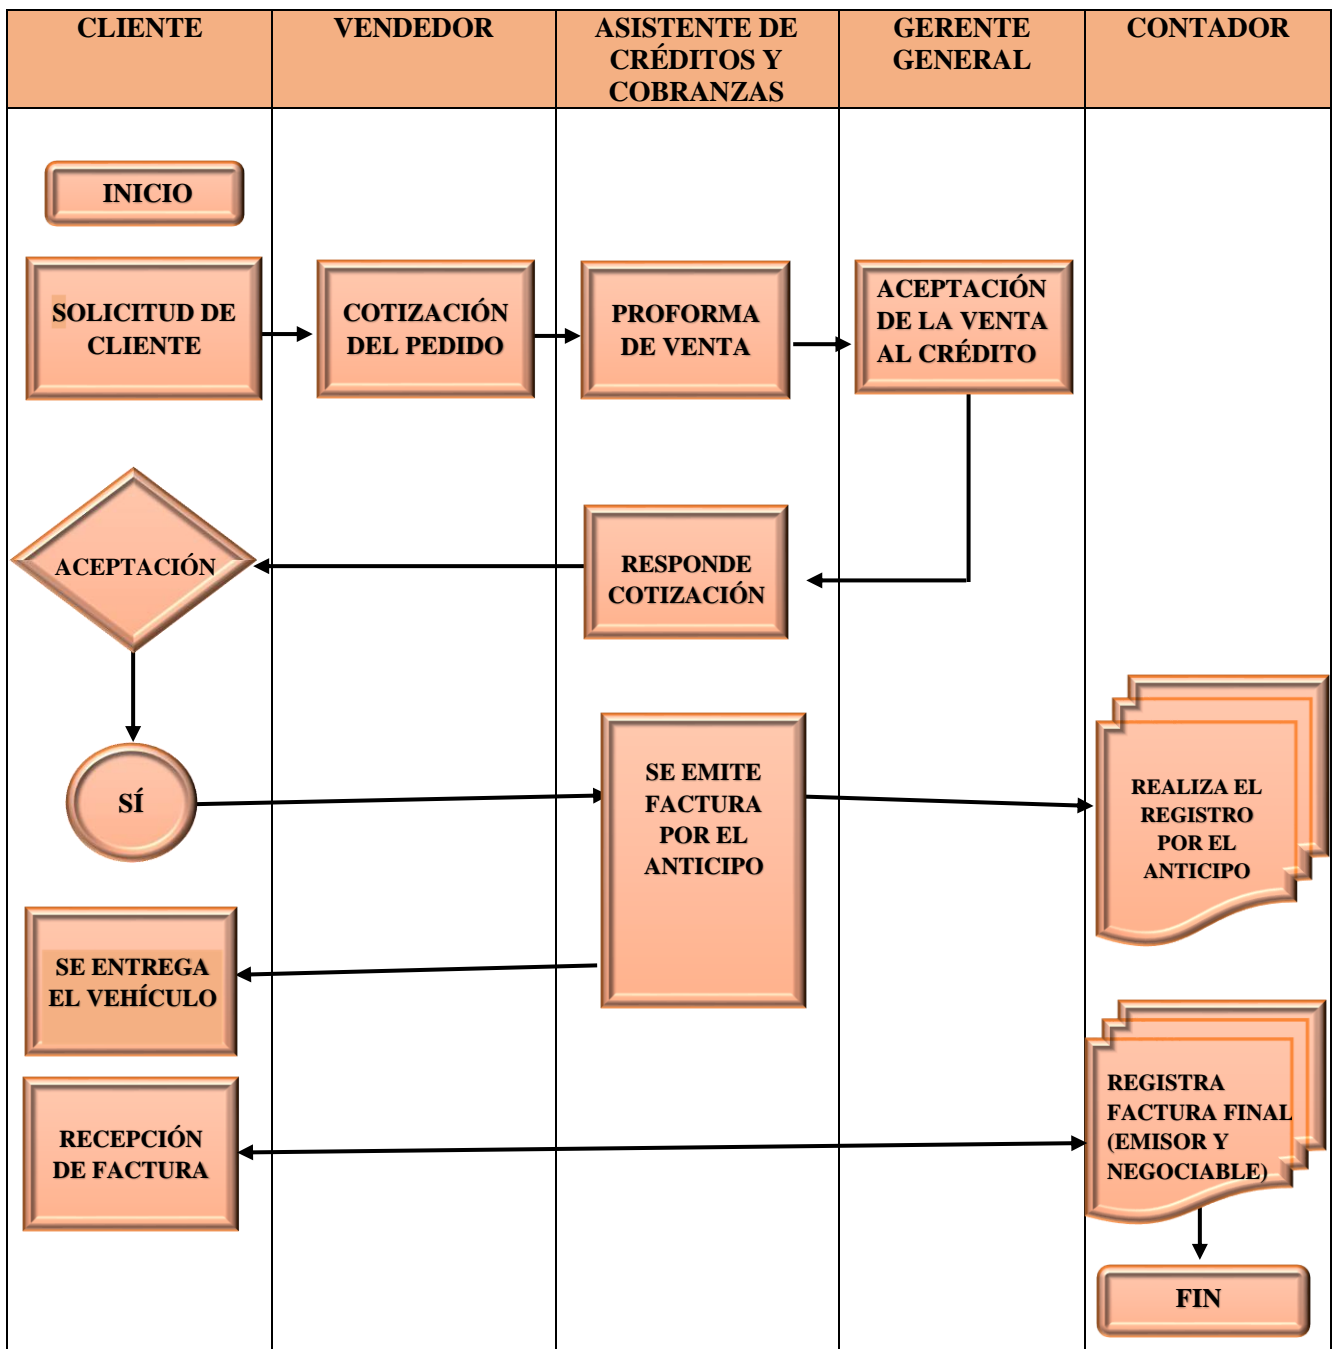 CLIENTE
VENDEDOR
ASISTENTE DE
CRÉDITOS Y
COBRANZAS
GERENTE
GENERAL
CONTADOR
INICIO
SOLICITUD DE
CLIENTE
COTIZACIÓN
DEL PEDIDO
PROFORMA
DE VENTA
ACEPTACIÓN
DE LA VENTA
AL CRÉDITO
ACEPTACIÓN
RESPONDE
COTIZACIÓN
SÍ
SE EMITE
FACTURA
POR EL
ANTICIPO
REALIZA EL
REGISTRO
POR EL
ANTICIPO
SE ENTREGA
EL VEHÍCULO
RECEPCIÓN
DE FACTURA
REGISTRA
FACTURA FINAL
(EMISOR Y
NEGOCIABLE)
FIN